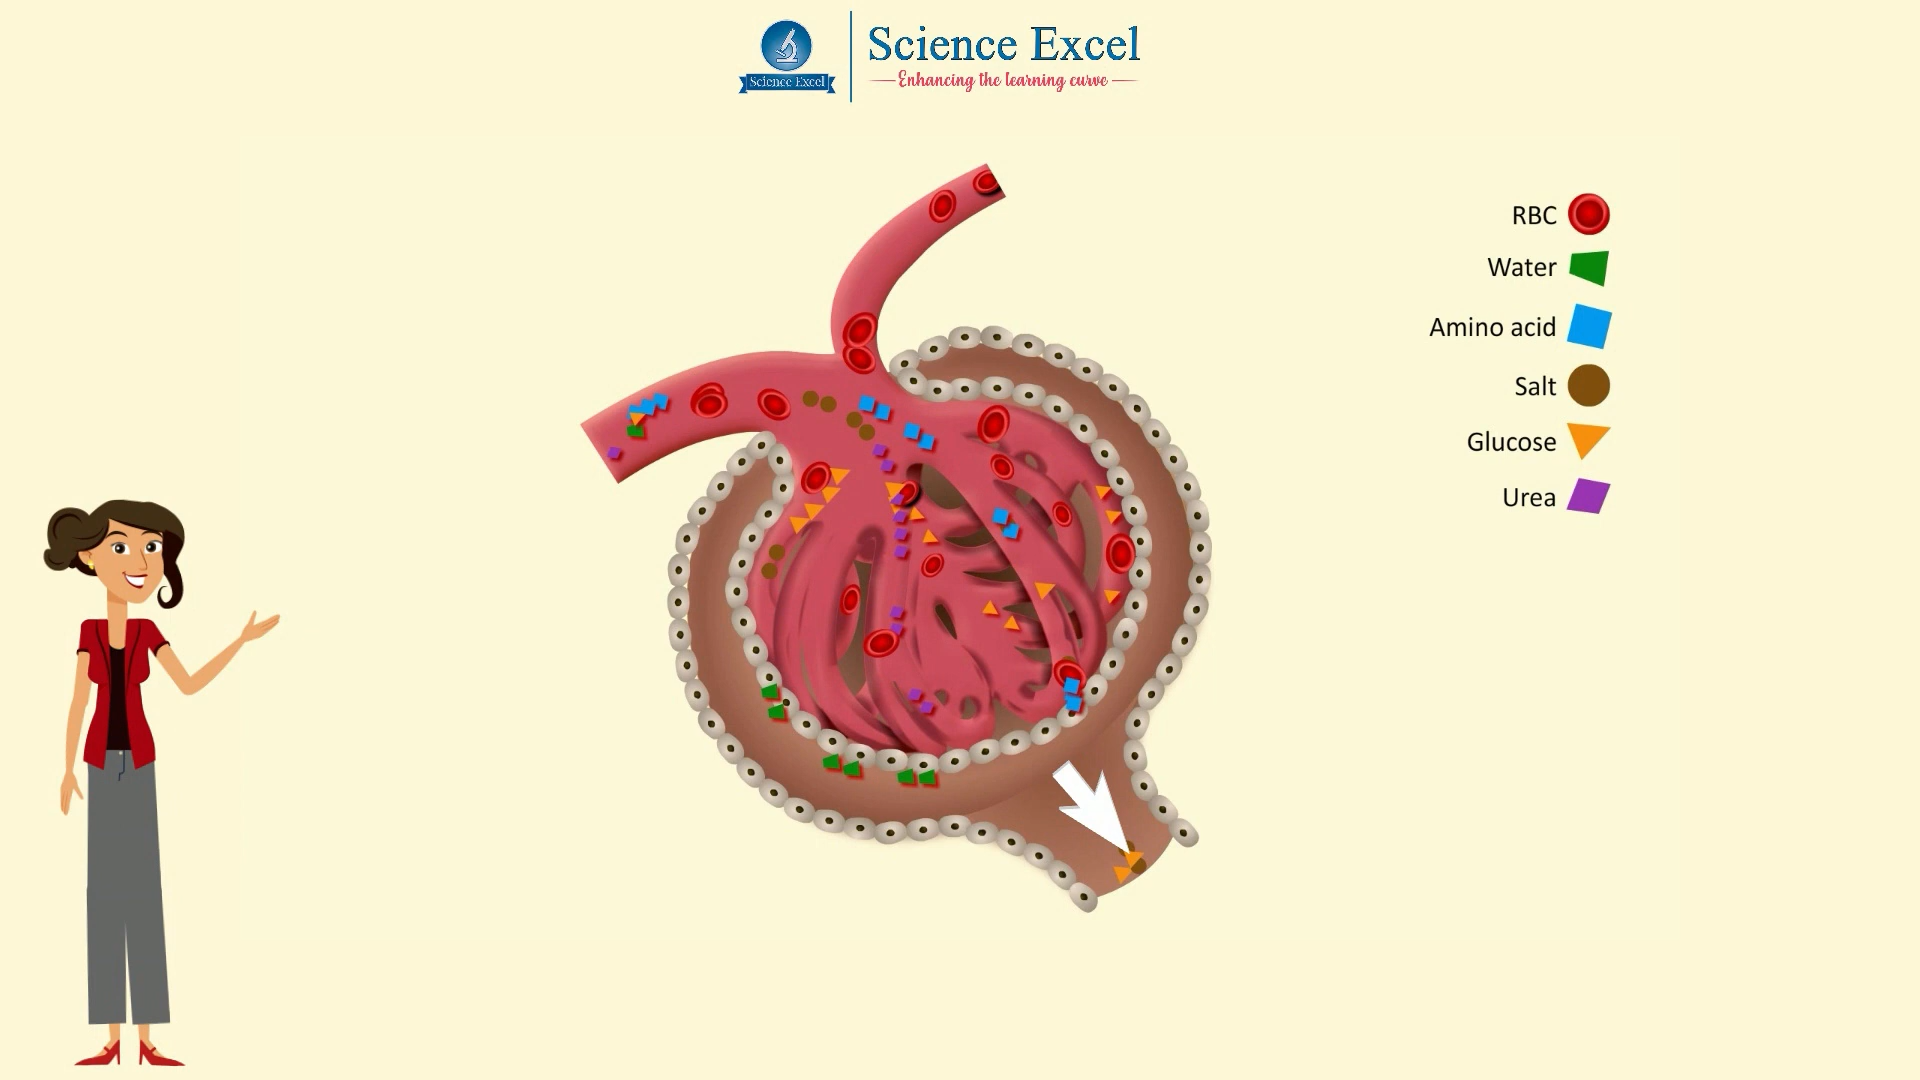 Science Excel
Science Excel
Enhancing the learning curve
RBC
Water
Amino acid
Salt
Glucose
Urea